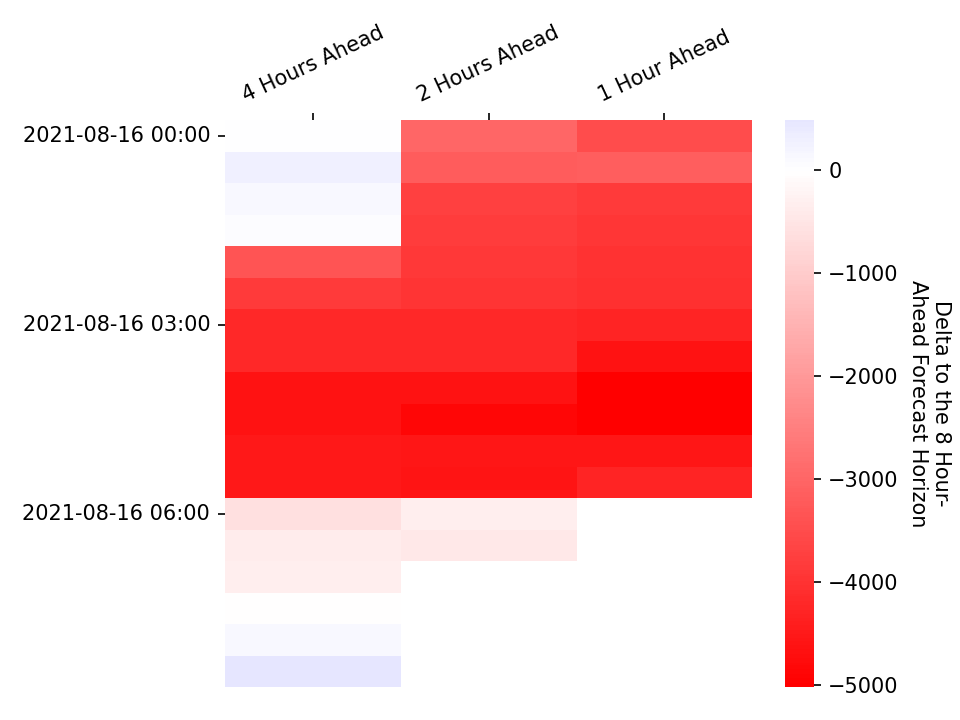 4 Hours Ahead
2 Hours Ahead
1 Hour Ahead
2021-08-16 00:00
2021-08-16 03:00
2021-08-16 06:00
0
−1000
−2000
−3000
−4000
−5000
Delta to the 8 Hour-
Ahead Forecast Horizon